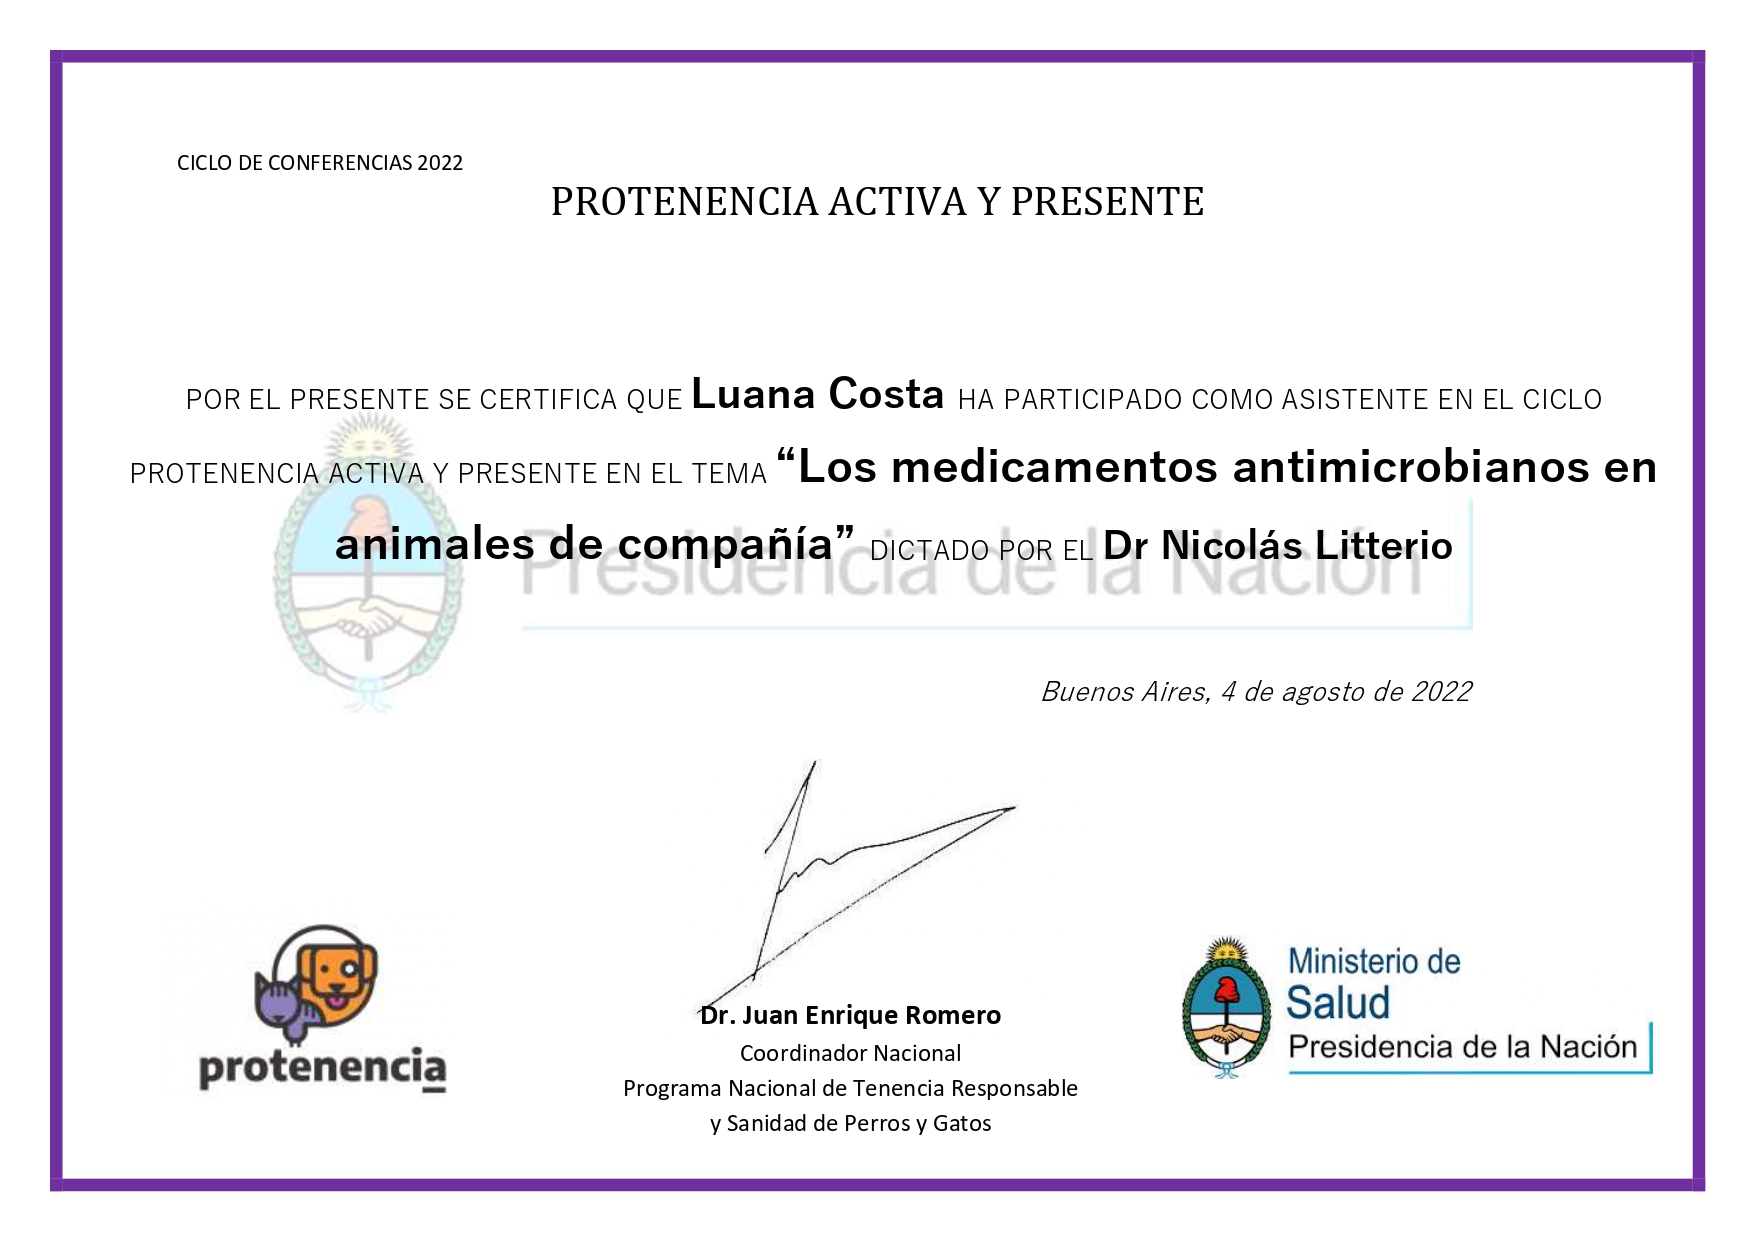 CICLO DE CONFERENCIAS 2022
PROTENENCIA ACTIVA Y PRESENTE
POR EL PRESENTE SE CERTIFICA QUE Luana Costa HA PARTICIPADO COMO ASISTENTE EN EL CICLO
PROTENENCIA ACTIVA Y PRESENTE EN EL TEMA “Los medicamentos antimicrobianos en
animales de compañía” DICTADO POR EL Dr Nicolás Litterio
Presidencia de la Nación
Buenos Aires, 4 de agosto de 2022
Dr. Juan Enrique Romero
Coordinador Nacional
Programa Nacional de Tenencia Responsable
y Sanidad de Perros y Gatos
protenencia
Ministerio de
Salud
Presidencia de la Nación